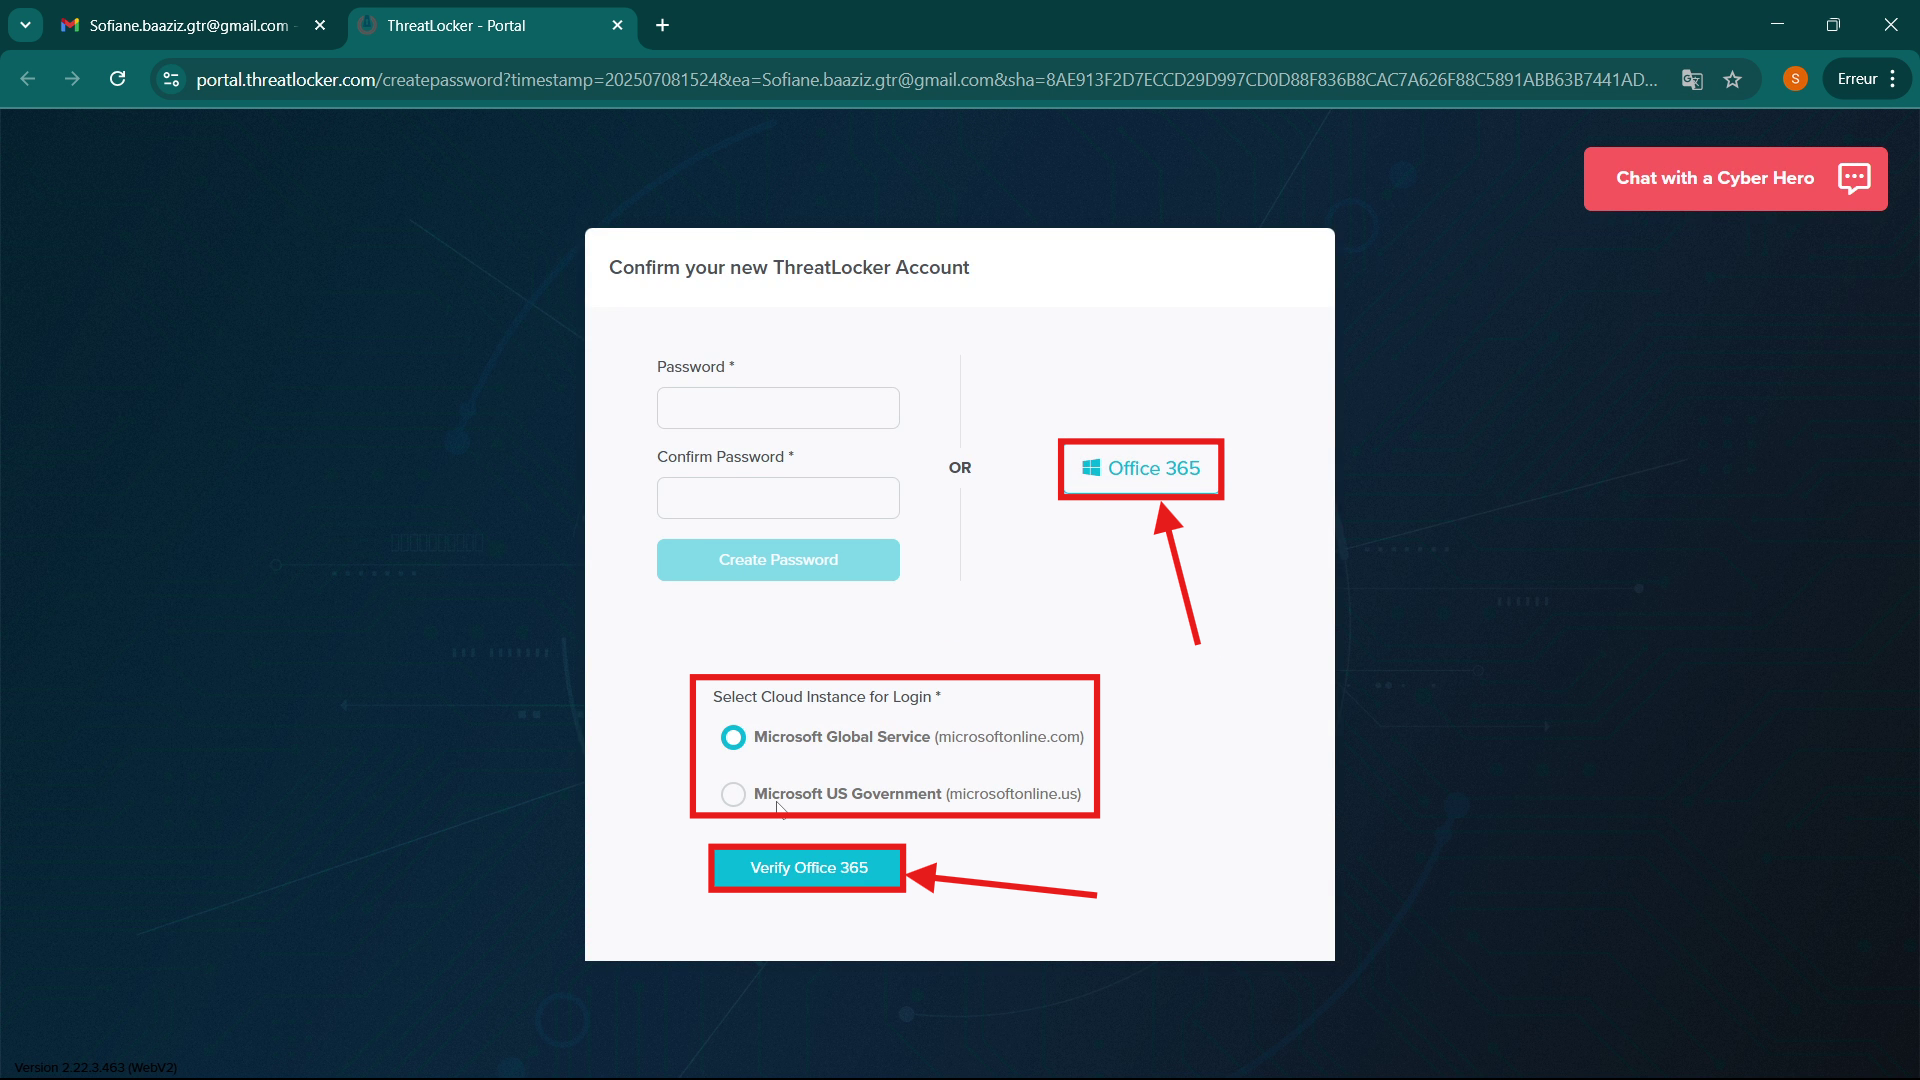 Sofiane.baaziz.gtr@gmail.com -
ThreatLocker - Portal
portal.threatlocker.com/createpassword?timestamp=202507081524&ea=Sofiane.baaziz.gtr@gmail.com&sha=8AE913F2D7ECCD29D997CD0D88F836B8CAC7A626F88C5891ABB63B7441AD...
S
Erreur
Chat with a Cyber Hero
Confirm your new ThreatLocker Account
Password *
Confirm Password *
Create Password
OR
Office 365
Select Cloud Instance for Login *
Microsoft Global Service (microsoftonline.com)
Microsoft US Government (microsoftonline.us)
Verify Office 365
Version 2.22.3.463 (WebV2)